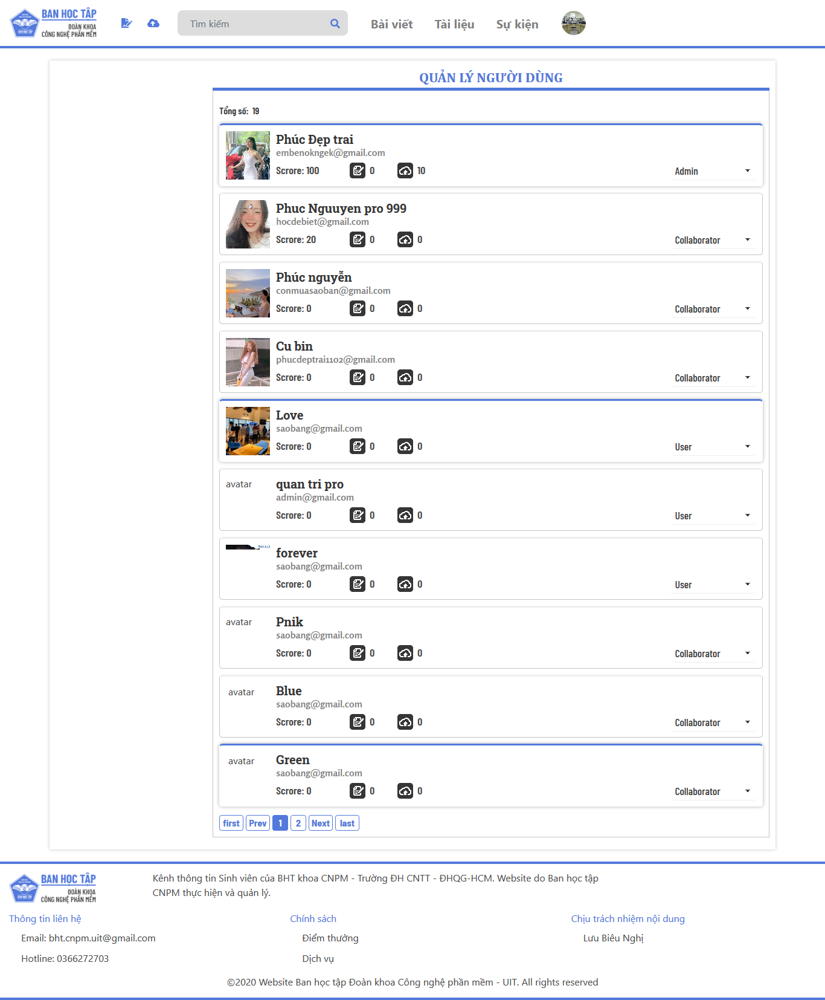 BAN HỌC TẬP
ĐOÀN KHOA
CÔNG NGHỆ PHẦN MỀM
Tìm kiếm
Bài viết
Tài liệu
Sự kiện
QUẢN LÝ NGƯỜI DÙNG
Tổng số: 19
Phúc Đẹp trai
embenokngek@gmail.com
Scrore: 100
0
10
Admin
Phuc Nguuyen pro 999
hocdebiet@gmail.com
Scrore: 20
0
0
Collaborator
Phúc nguyễn
conmuasaoban@gmail.com
Scrore: 0
0
0
Collaborator
Cu bin
phucdeptrai1102@gmail.com
Scrore: 0
0
0
Collaborator
Love
saobang@gmail.com
Scrore: 0
0
0
User
avatar
quan tri pro
admin@gmail.com
Scrore: 0
0
0
User
forever
saobang@gmail.com
Scrore: 0
0
0
User
avatar
Pnik
saobang@gmail.com
Scrore: 0
0
0
Collaborator
avatar
Blue
saobang@gmail.com
Scrore: 0
0
0
Collaborator
avatar
Green
saobang@gmail.com
Scrore: 0
0
0
Collaborator
first Prev 1 2 Next last
BAN HỌC TẬP
ĐOÀN KHOA
CÔNG NGHỆ PHẦN MỀM
Kênh thông tin Sinh viên của BHT khoa CNPM - Trường ĐH CNTT - ĐHQG-HCM. Website do Ban học tập
CNPM thực hiện và quản lý.
Thông tin liên hệ
Email: bht.cnpm.uit@gmail.com
Hotline: 0366272703
Chính sách
Điểm thưởng
Dịch vụ
Chịu trách nhiệm nội dung
Lưu Biêu Nghị
©2020 Website Ban học tập Đoàn khoa Công nghệ phần mềm - UIT. All rights reserved